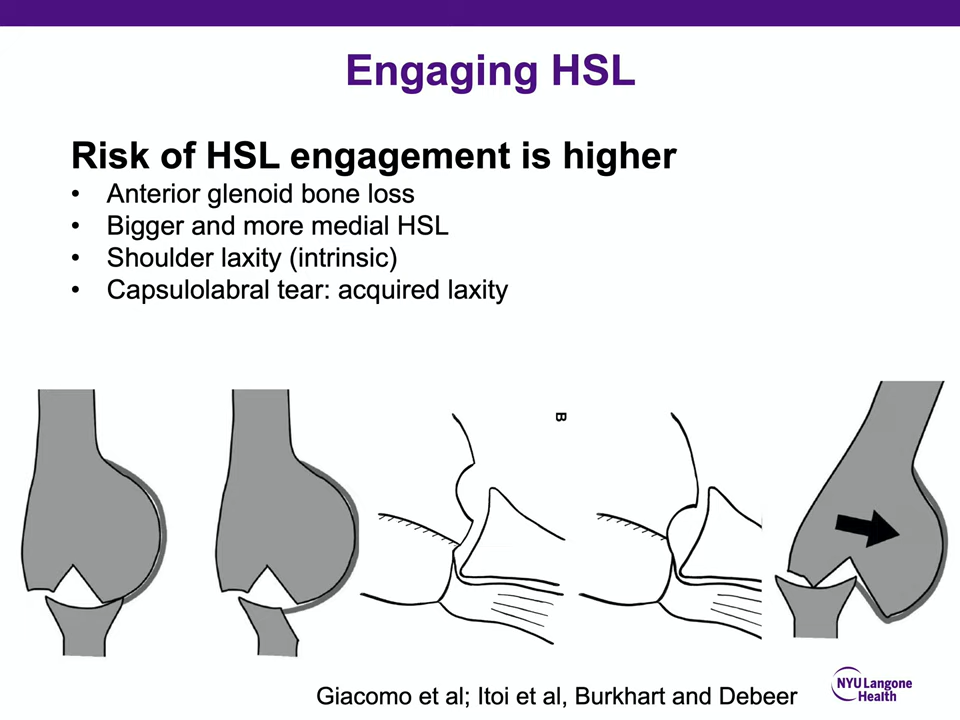 Engaging HSL
Risk of HSL engagement is higher
• Anterior glenoid bone loss
• Bigger and more medial HSL
• Shoulder laxity (intrinsic)
• Capsulolabral tear: acquired laxity
B
Giacomo et al; Itoi et al, Burkhart and Debeer
NYU Langone
Health